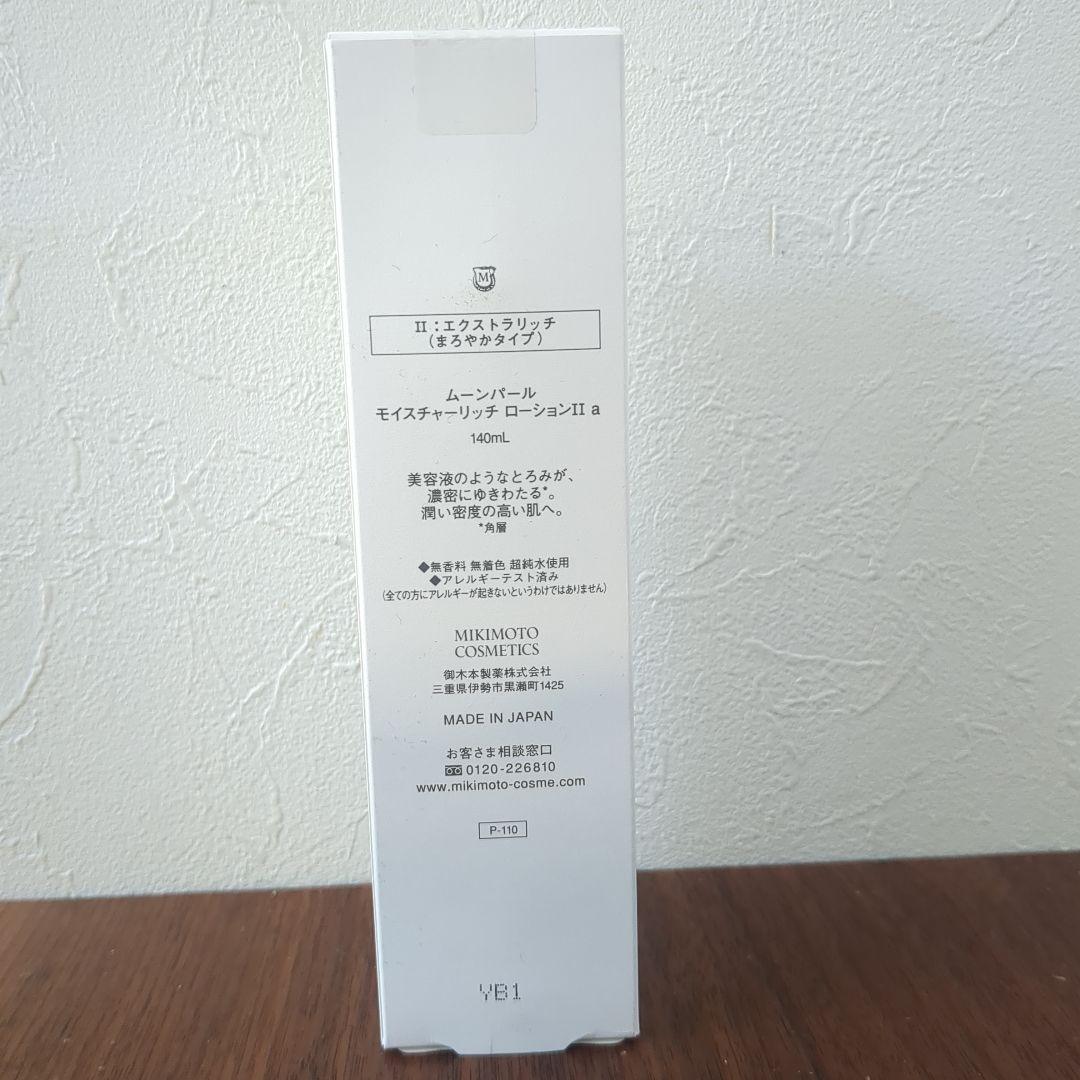 M
II：エクストラリッチ
（まろやかタイプ）
ムーンパール
モイスチャーリッチ ローションII a
140mL
美容液のようなとろみが、
濃密にゆきわたる*。
潤い密度の高い肌へ。
*角層
◆無香料 無着色 超純水使用
◆アレルギーテスト済み
（全ての方にアレルギーが起きないというわけではありません）
MIKIMOTO
COSMETICS
御木本製薬株式会社
三重県伊勢市黒瀬町1425
MADE IN JAPAN
お客さま相談窓口
0120-226810
www.mikimoto-cosme.com
P-110
YB1